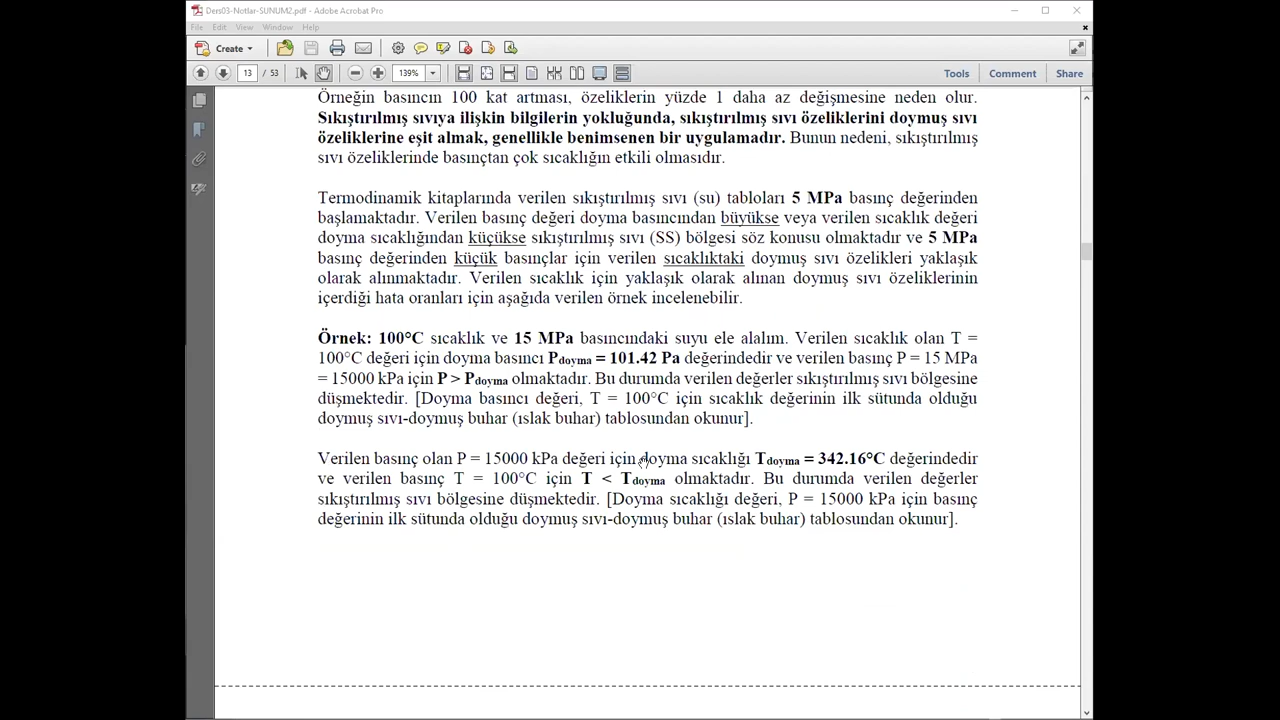 Ders03-Notlar-SUNUM2.pdf - Adobe Acrobat Pro
File Edit View Window Help
Create
13 / 53 139% Tools Comment Share
Örneğin basıncın 100 kat artması, özeliklerin yüzde 1 daha az değişmesine neden olur.
Sıkıştırılmış sıvıya ilişkin bilgilerin yokluğunda, sıkıştırılmış sıvı özeliklerini doymuş sıvı
özeliklerine eşit almak, genellikle benimsenen bir uygulamadır. Bunun nedeni, sıkıştırılmış
sıvı özeliklerinde basınçtan çok sıcaklığın etkili olmasıdır.
Termodinamik kitaplarında verilen sıkıştırılmış sıvı (su) tabloları 5 MPa basınç değerinden
başlamaktadır. Verilen basınç değeri doyma basıncından büyükse veya verilen sıcaklık değeri
doyma sıcaklığından küçükse sıkıştırılmış sıvı (SS) bölgesi söz konusu olmaktadır ve 5 MPa
basınç değerinden küçük basınçlar için verilen sıcaklıktaki doymuş sıvı özelikleri yaklaşık
olarak alınmaktadır. Verilen sıcaklık için yaklaşık olarak alınan doymuş sıvı özeliklerinin
içerdiği hata oranları için aşağıda verilen örnek incelenebilir.
Örnek: 100°C sıcaklık ve 15 MPa basıncındaki suyu ele alalım. Verilen sıcaklık olan T =
100°C değeri için doyma basıncı Pdoyma = 101.42 Pa değerindedir ve verilen basınç P = 15 MPa
= 15000 kPa için P > Pdoyma olmaktadır. Bu durumda verilen değerler sıkıştırılmış sıvı bölgesine
düşmektedir. [Doyma basıncı değeri, T = 100°C için sıcaklık değerinin ilk sütunda olduğu
doymuş sıvı-doymuş buhar (ıslak buhar) tablosundan okunur].
Verilen basınç olan P = 15000 kPa değeri için doyma sıcaklığı Tdoyma = 342.16°C değerindedir
ve verilen basınç T = 100°C için T < Tdoyma olmaktadır. Bu durumda verilen değerler
sıkıştırılmış sıvı bölgesine düşmektedir. [Doyma sıcaklığı değeri, P = 15000 kPa için basınç
değerinin ilk sütunda olduğu doymuş sıvı-doymuş buhar (ıslak buhar) tablosundan okunur].